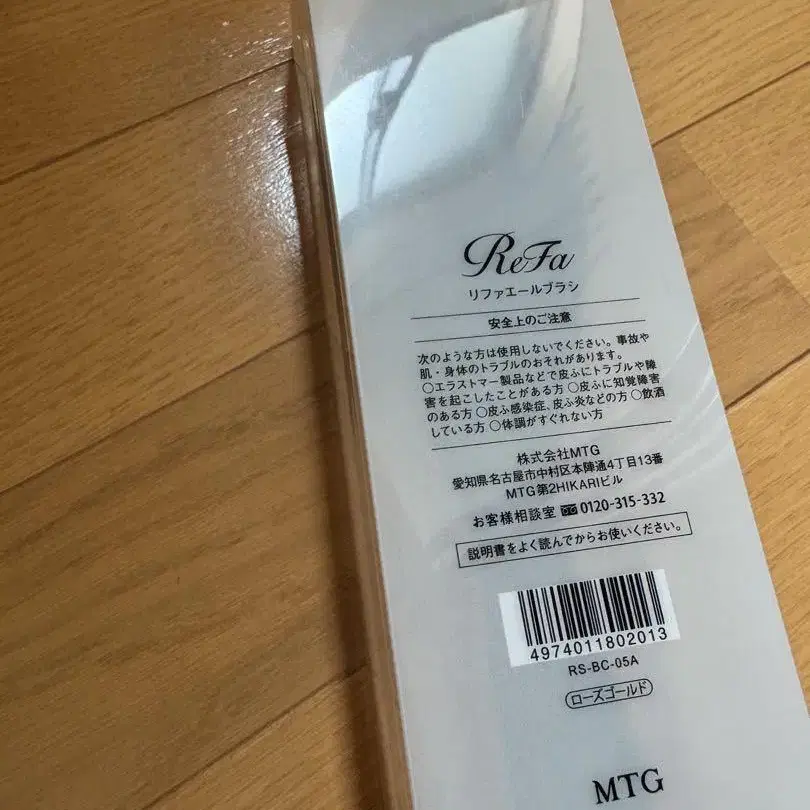 ReFa
リファエールブラシ
安全上のご注意
次のような方は使用しないでください。事故や
肌・身体のトラブルのおそれがあります。
○エラストマー製品などで皮ふにトラブルや障
害を起こしたことがある方 ○皮ふに知覚障害
のある方 ○皮ふ感染症、皮ふ炎などの方 ○飲酒
している方 ○体調がすぐれない方
株式会社MTG
愛知県名古屋市中村区本陣通4丁目13番
MTG第2HIKARIビル
お客様相談室 0120-315-332
説明書をよく読んでからお使いください。
4974011802013
RS-BC-05A
ローズゴールド
MTG